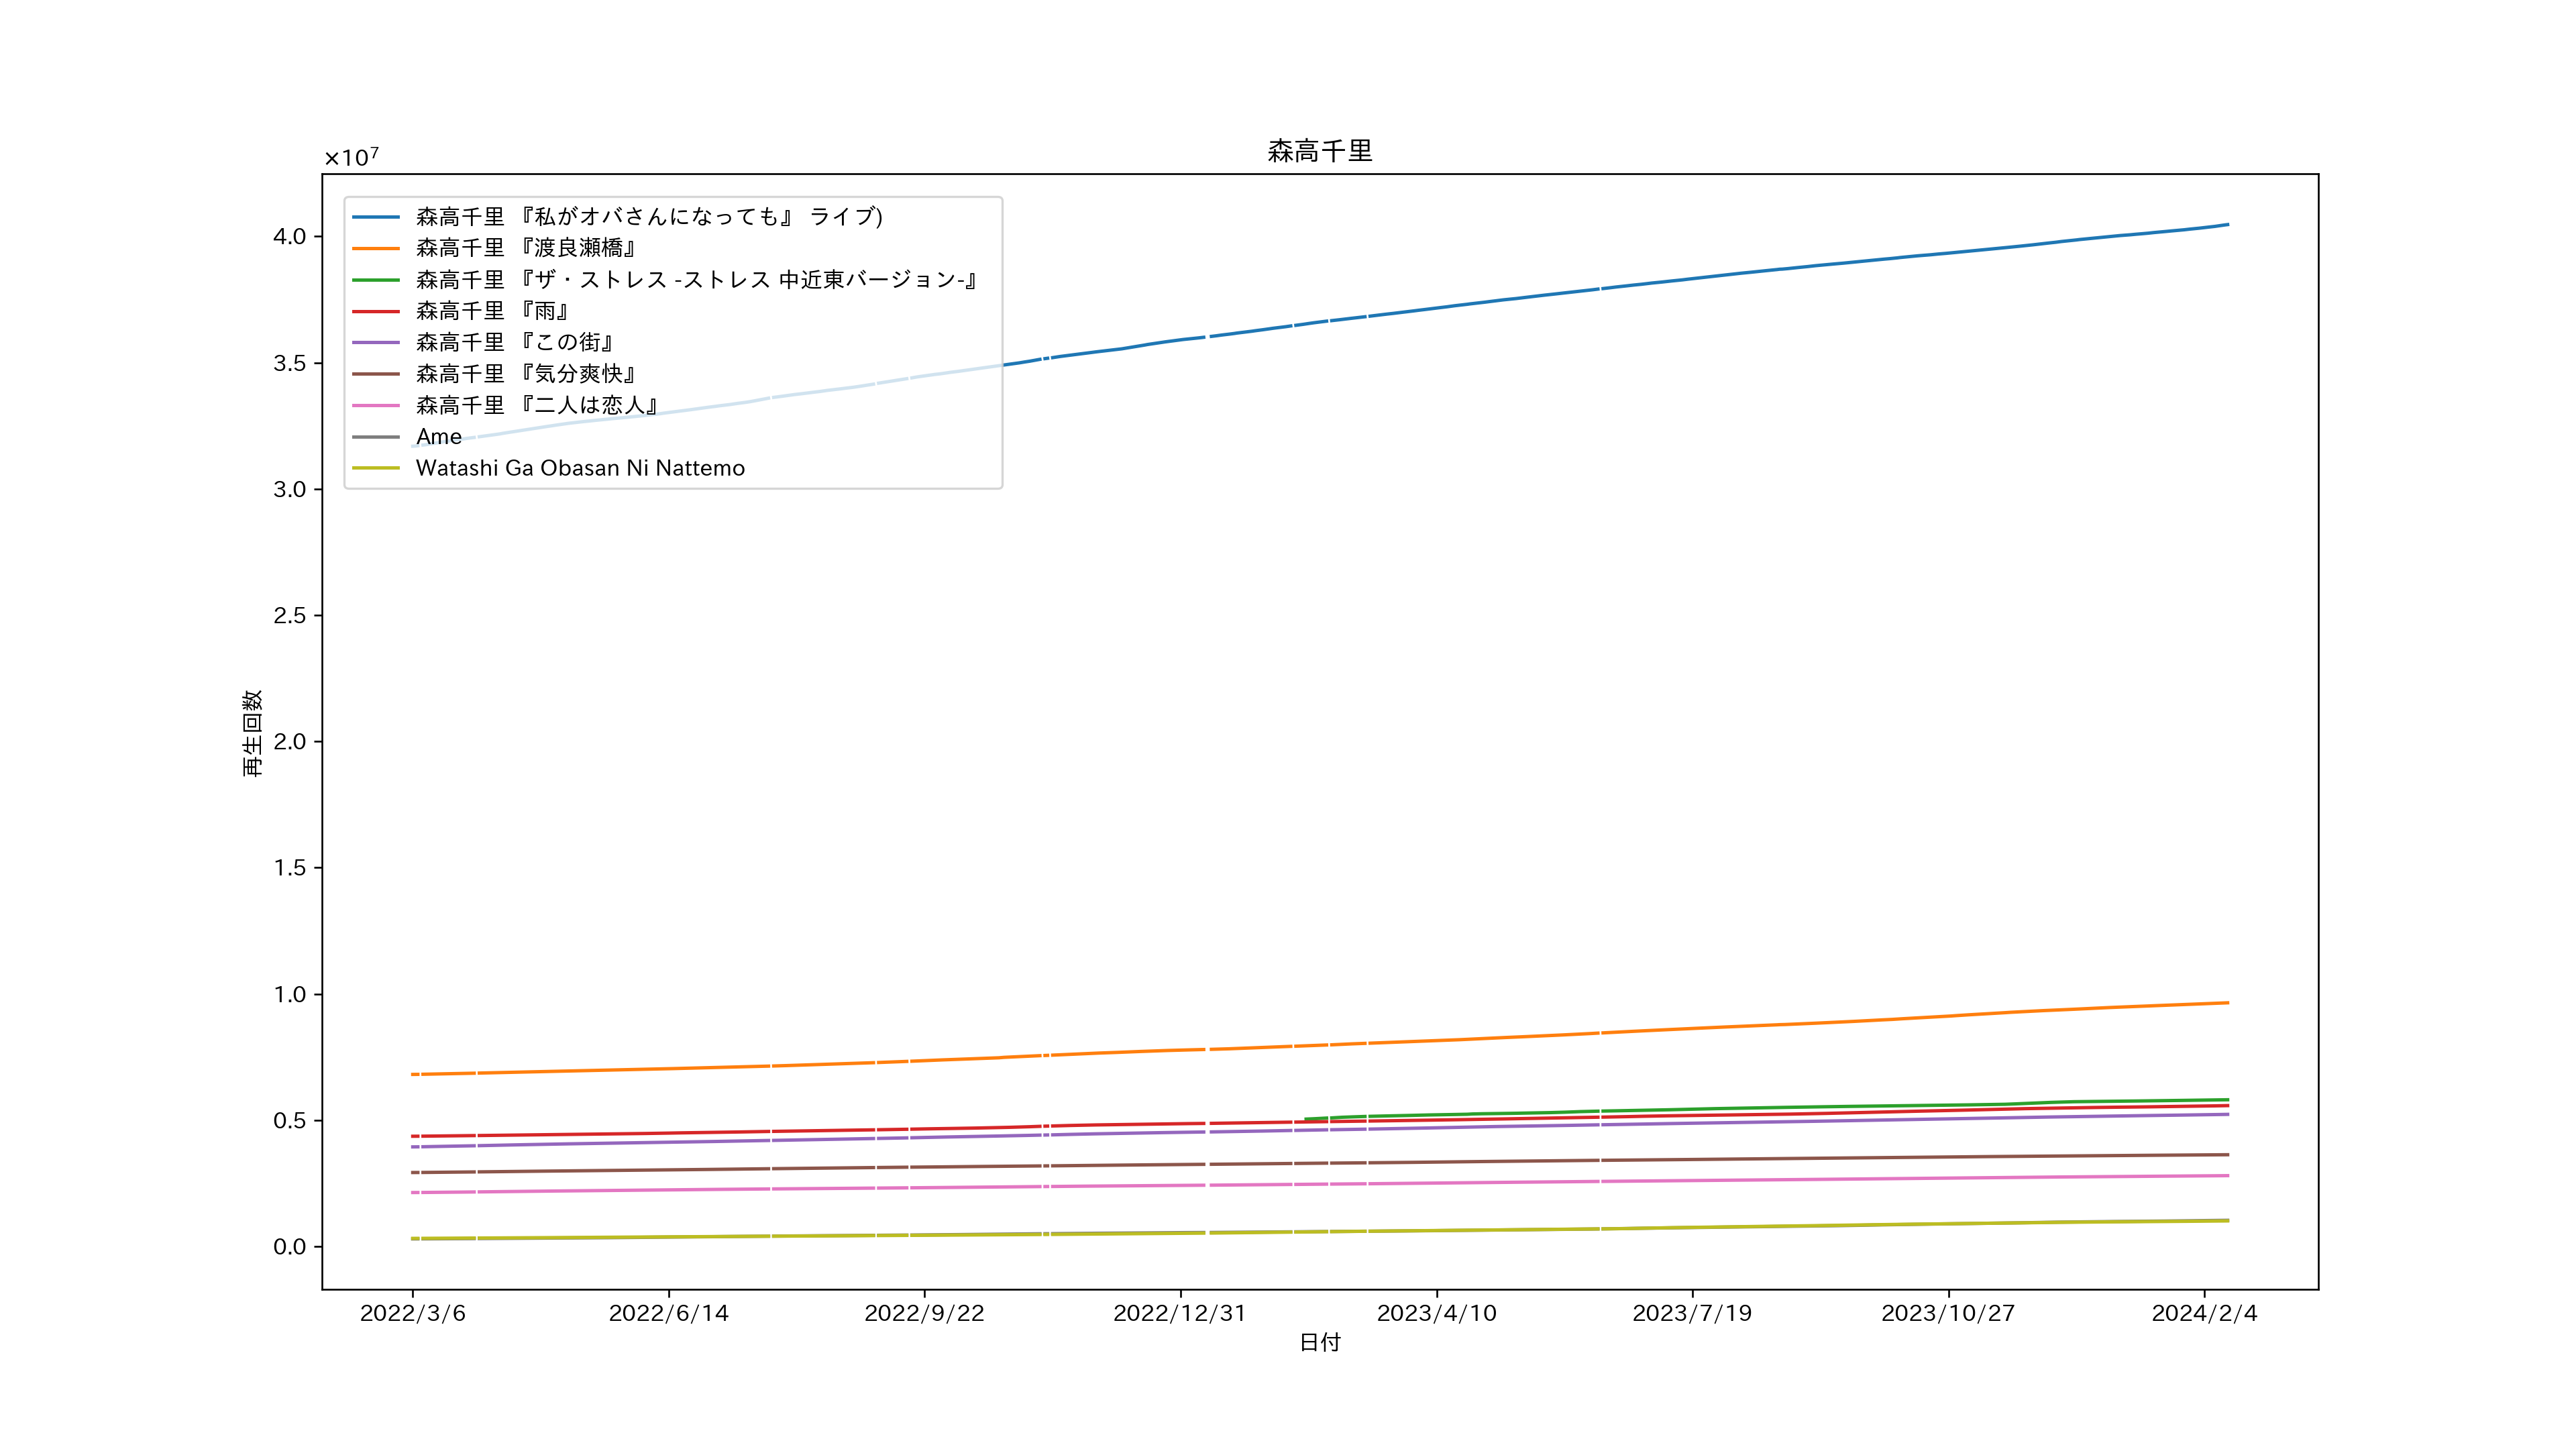 森高千里
×10⁷
森高千里 『私がオバさんになっても』 ライブ)
森高千里 『渡良瀬橋』
森高千里 『ザ・ストレス -ストレス 中近東バージョン-』
森高千里 『雨』
森高千里 『この街』
森高千里 『気分爽快』
森高千里 『二人は恋人』
Ame
Watashi Ga Obasan Ni Nattemo
4.0
3.5
3.0
2.5
2.0
1.5
1.0
0.5
0.0
再生回数
2022/3/6 2022/6/14 2022/9/22 2022/12/31 2023/4/10 2023/7/19 2023/10/27 2024/2/4
日付